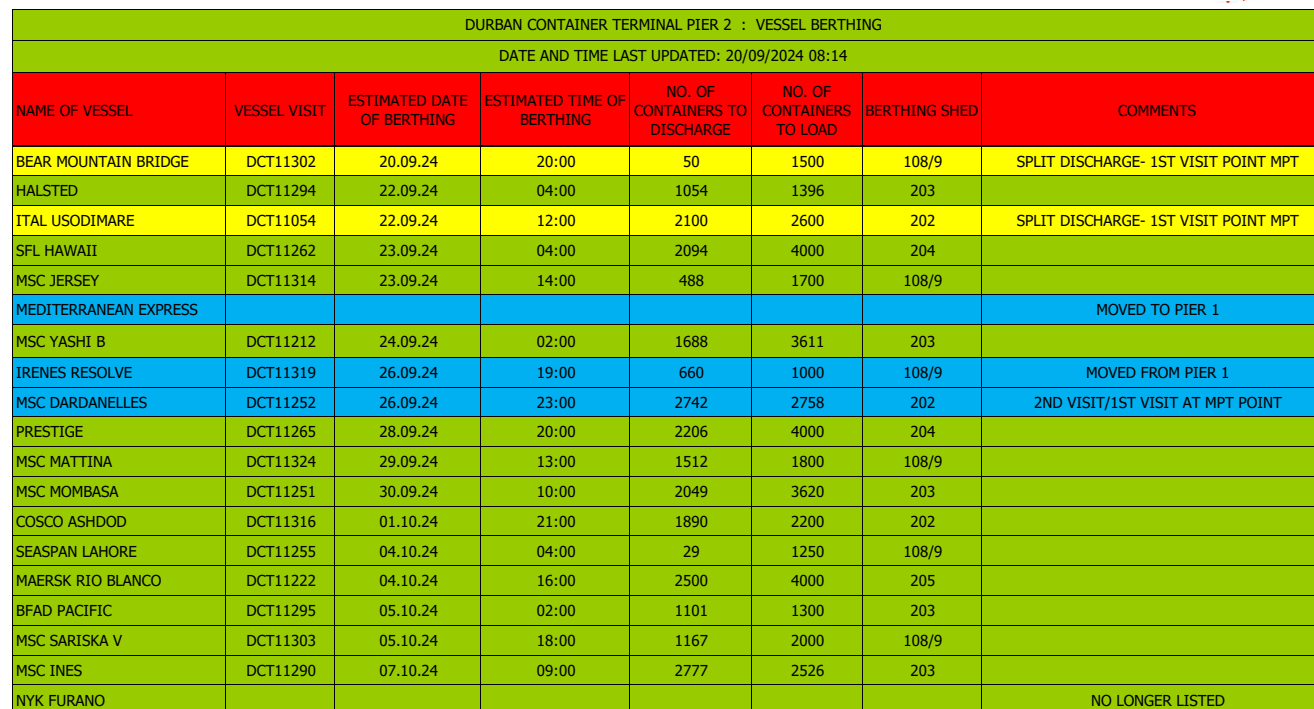 DURBAN CONTAINER TERMINAL PIER 2 : VESSEL BERTHING
DATE AND TIME LAST UPDATED: 20/09/2024 08:14
NAME OF VESSEL VESSEL VISIT ESTIMATED DATE OF BERTHING ESTIMATED TIME OF BERTHING NO. OF CONTAINERS TO DISCHARGE NO. OF CONTAINERS TO LOAD BERTHING SHED COMMENTS
BEAR MOUNTAIN BRIDGE DCT11302 20.09.24 20:00 50 1500 108/9 SPLIT DISCHARGE- 1ST VISIT POINT MPT
HALSTED DCT11294 22.09.24 04:00 1054 1396 203
ITAL USODIMARE DCT11054 22.09.24 12:00 2100 2600 202 SPLIT DISCHARGE- 1ST VISIT POINT MPT
SFL HAWAII DCT11262 23.09.24 04:00 2094 4000 204
MSC JERSEY DCT11314 23.09.24 14:00 488 1700 108/9
MEDITERRANEAN EXPRESS MOVED TO PIER 1
MSC YASHI B DCT11212 24.09.24 02:00 1688 3611 203
IRENES RESOLVE DCT11319 26.09.24 19:00 660 1000 108/9 MOVED FROM PIER 1
MSC DARDANELLES DCT11252 26.09.24 23:00 2742 2758 202 2ND VISIT/1ST VISIT AT MPT POINT
PRESTIGE DCT11265 28.09.24 20:00 2206 4000 204
MSC MATTINA DCT11324 29.09.24 13:00 1512 1800 108/9
MSC MOMBASA DCT11251 30.09.24 10:00 2049 3620 203
COSCO ASHDOD DCT11316 01.10.24 21:00 1890 2200 202
SEASPAN LAHORE DCT11255 04.10.24 04:00 29 1250 108/9
MAERSK RIO BLANCO DCT11222 04.10.24 16:00 2500 4000 205
BFAD PACIFIC DCT11295 05.10.24 02:00 1101 1300 203
MSC SARISKA V DCT11303 05.10.24 18:00 1167 2000 108/9
MSC INES DCT11290 07.10.24 09:00 2777 2526 203
NYK FURANO NO LONGER LISTED